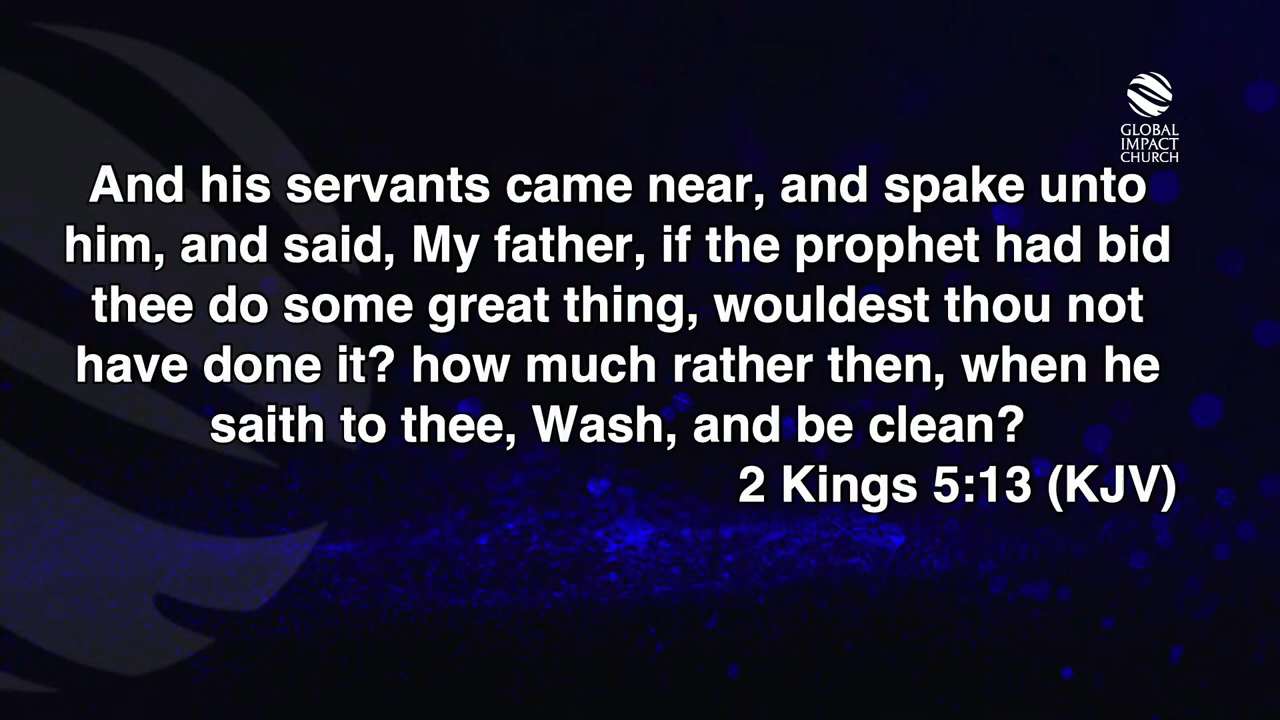 GLOBAL
IMPACT
CHURCH
And his servants came near, and spake unto
him, and said, My father, if the prophet had bid
thee do some great thing, wouldest thou not
have done it? how much rather then, when he
saith to thee, Wash, and be clean?
2 Kings 5:13 (KJV)